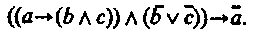 ((a→(b ∧ c)) ∧ (b̄ ∨ c̄))→ā.